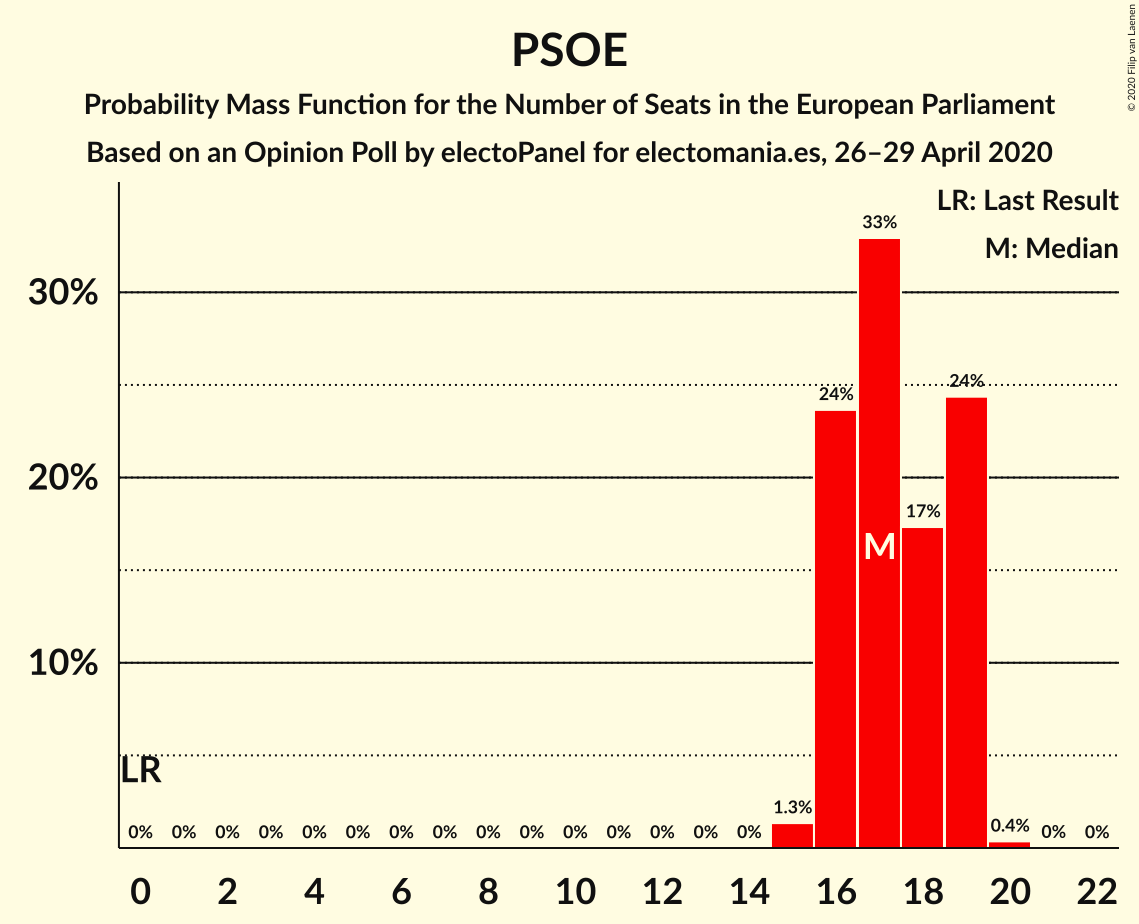 PSOE
Probability Mass Function for the Number of Seats in the European Parliament
Based on an Opinion Poll by electoPanel for electomania.es, 26–29 April 2020
© 2020 Filip van Laenen
LR: Last Result
M: Median
30%
20%
10%
LR
M
0% 0% 0% 0% 0% 0% 0% 0% 0% 0% 0% 0% 0% 0% 0% 1.3% 24% 33% 17% 24% 0.4% 0% 0%
0 2 4 6 8 10 12 14 16 18 20 22